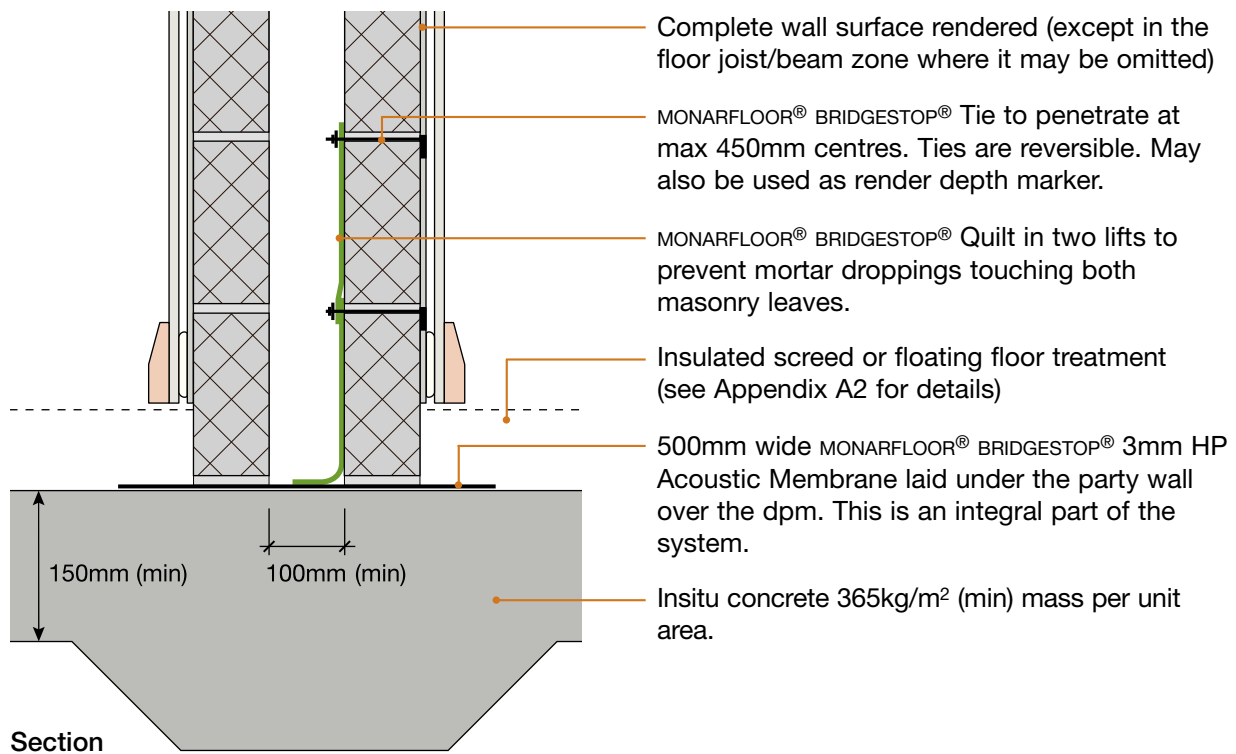 Complete wall surface rendered (except in the
floor joist/beam zone where it may be omitted)
MONARFLOOR® BRIDGESTOP® Tie to penetrate at
max 450mm centres. Ties are reversible. May
also be used as render depth marker.
MONARFLOOR® BRIDGESTOP® Quilt in two lifts to
prevent mortar droppings touching both
masonry leaves.
Insulated screed or floating floor treatment
(see Appendix A2 for details)
500mm wide MONARFLOOR® BRIDGESTOP® 3mm HP
Acoustic Membrane laid under the party wall
over the dpm. This is an integral part of the
system.
150mm (min)
100mm (min)
Insitu concrete 365kg/m² (min) mass per unit
area.
Section